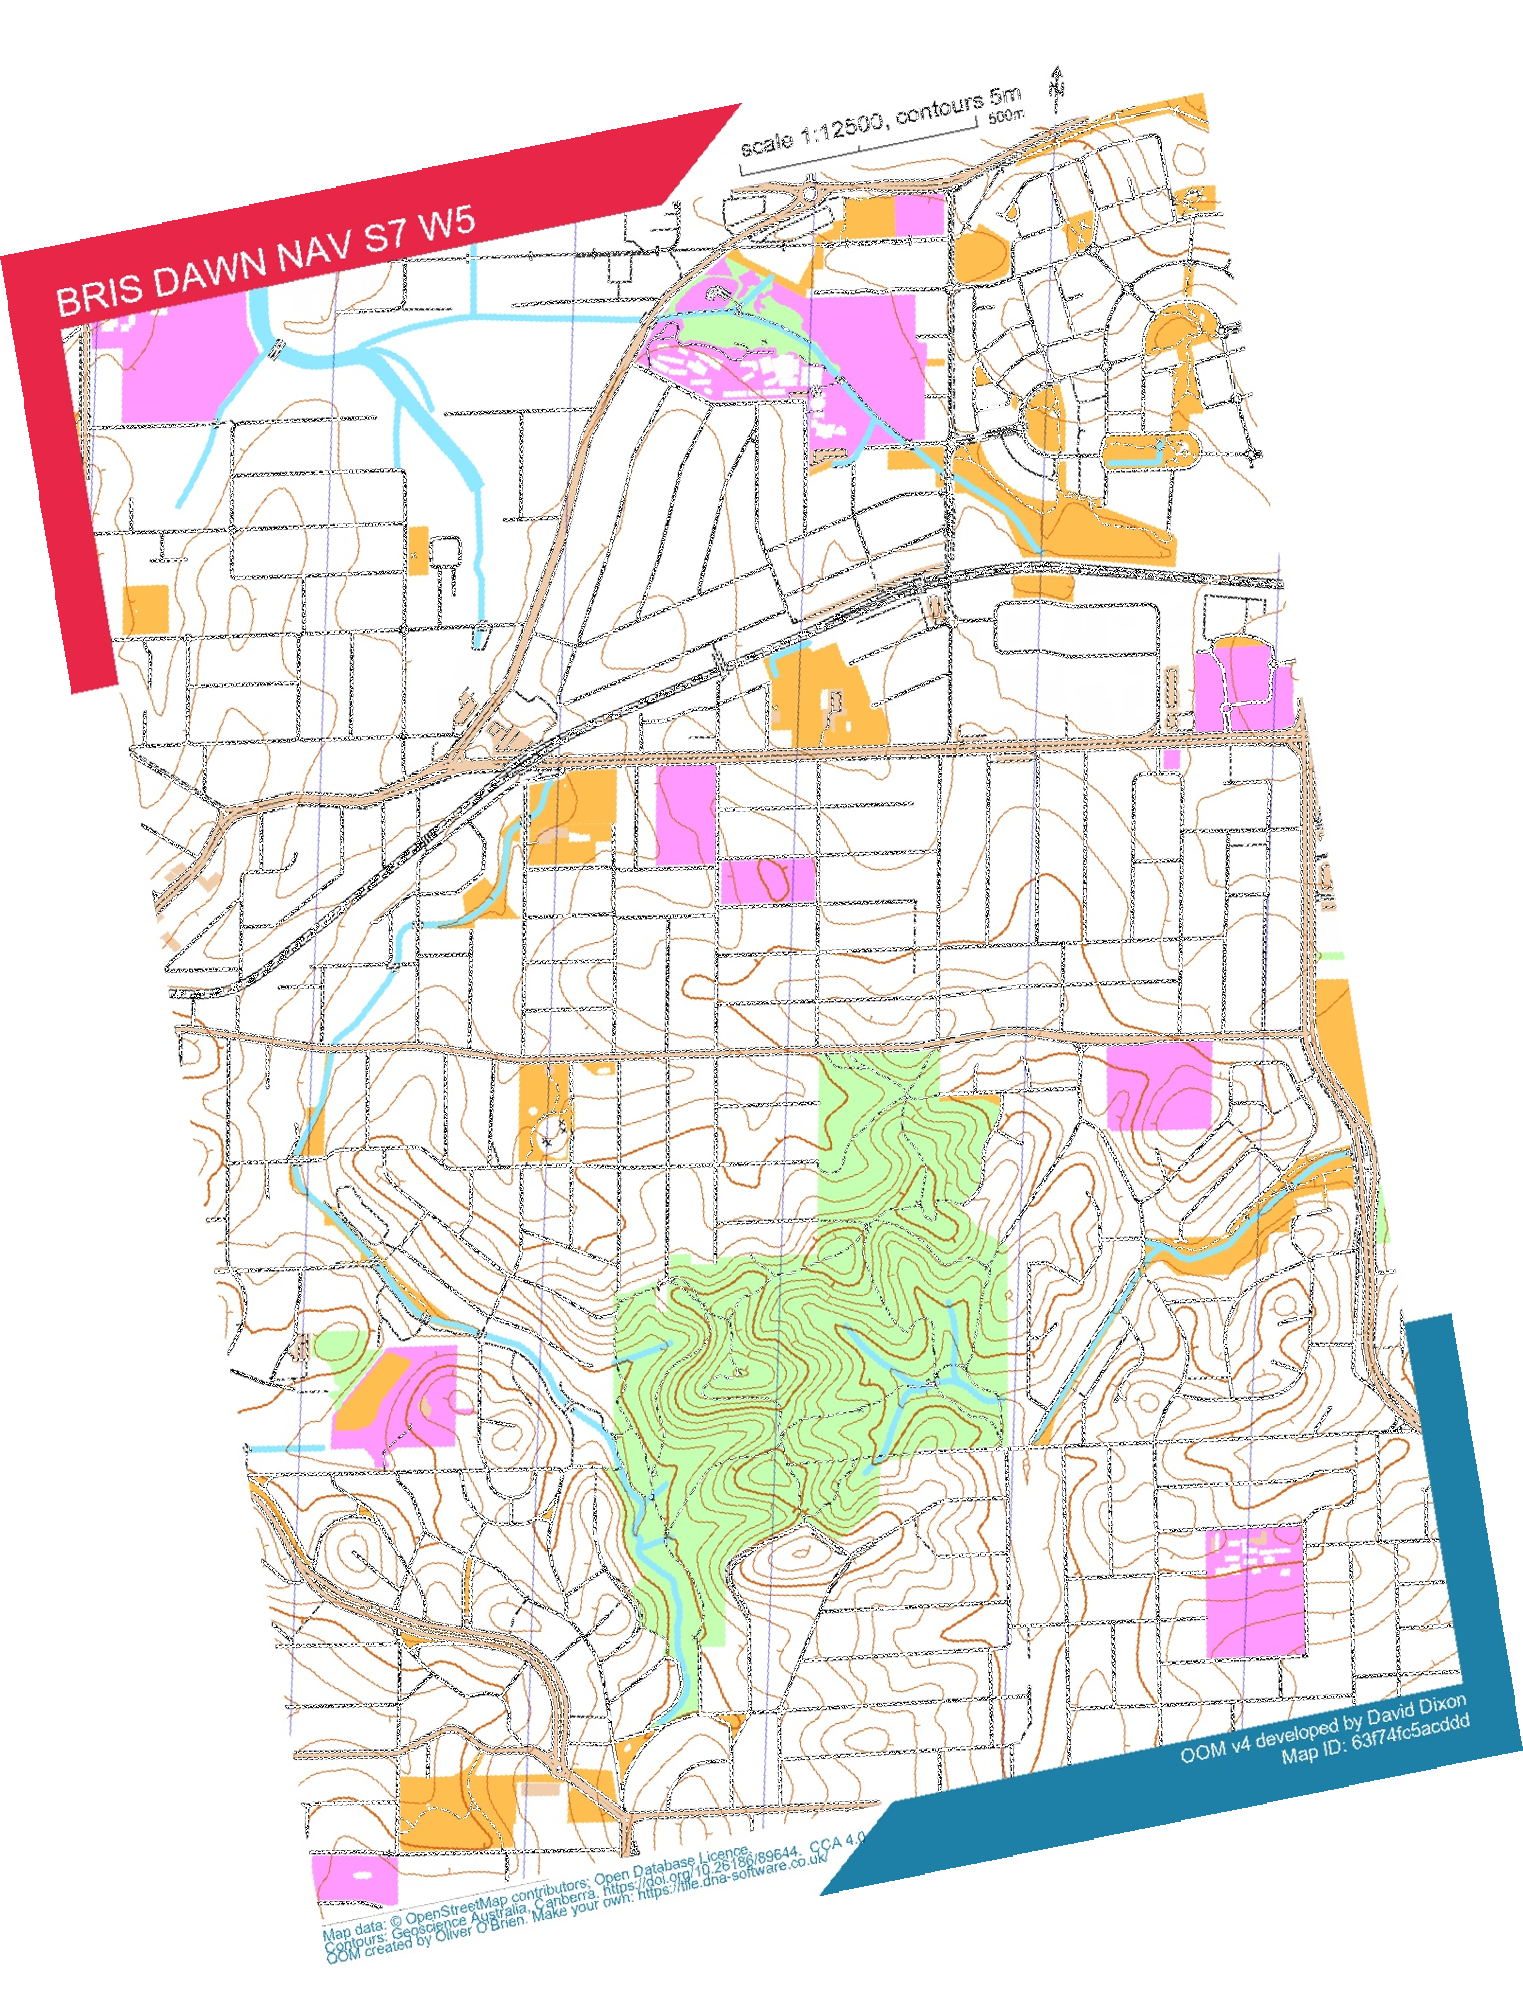 scale 1:12500, contours 5m
500m
BRIS DAWN NAV S7 W5
OOM v4 developed by David Dixon
Map ID: 63f74fc5acddd
Map data: © OpenStreetMap contributors; Open Database Licence.
Contours: Geoscience Australia, Canberra. https://doi.org/10.26186/89644. CCA 4.0
OOM created by Oliver O'Brien. Make your own: https://tile.dna-software.co.uk/